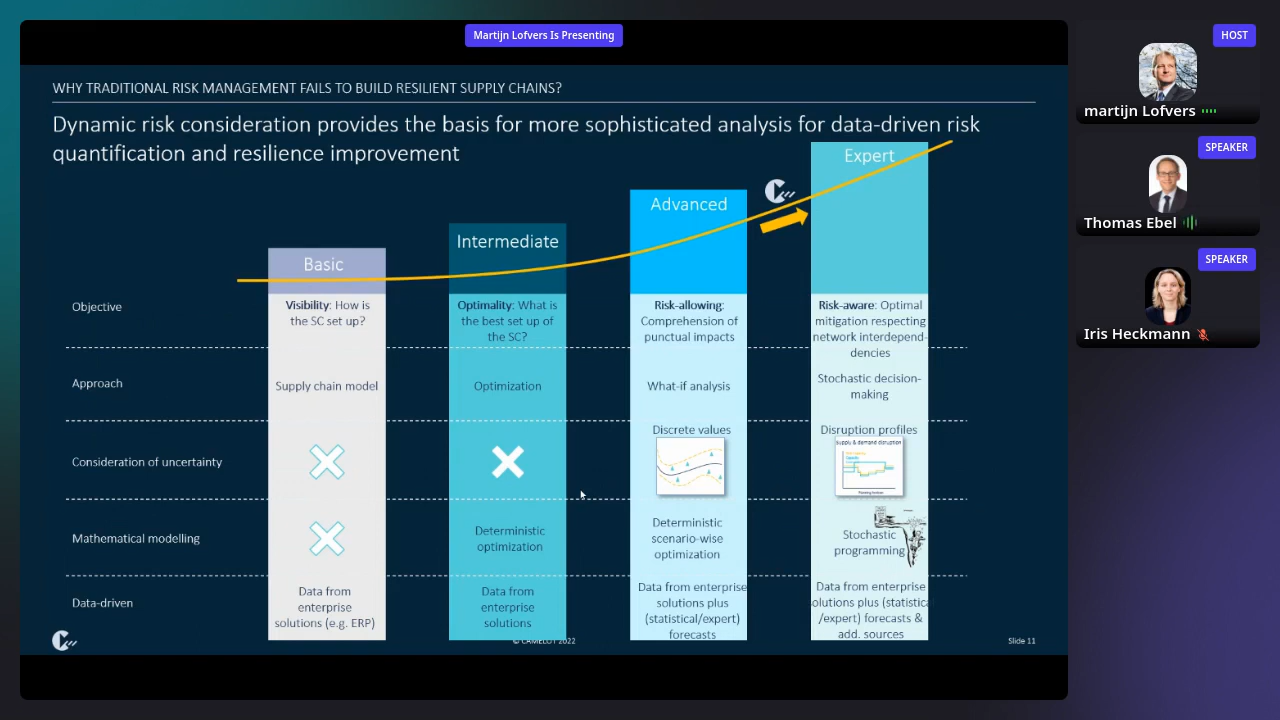 Martijn Lofvers Is Presenting
HOST
martijn Lofvers
SPEAKER
Thomas Ebel
SPEAKER
Iris Heckmann
WHY TRADITIONAL RISK MANAGEMENT FAILS TO BUILD RESILIENT SUPPLY CHAINS?
Dynamic risk consideration provides the basis for more sophisticated analysis for data-driven risk
quantification and resilience improvement
Basic
Intermediate
Advanced
Expert
Objective
Visibility: How is
the SC set up?
Optimality: What is
the best set up of
the SC?
Risk-allowing:
Comprehension of
punctual impacts
Risk-aware: Optimal
mitigation respecting
network interdepend-
dencies
Approach
Supply chain model
Optimization
What-if analysis
Stochastic decision-
making
Consideration of uncertainty
Discrete values
Disruption profiles
supply & demand disruption
Mathematical modelling
Deterministic
optimization
Deterministic
scenario-wise
optimization
Stochastic
programming
Data-driven
Data from
enterprise
solutions (e.g. ERP)
Data from
enterprise
solutions
Data from enterprise
solutions plus
(statistical/expert)
forecasts
Data from enterprise
solutions plus (statistica
/expert) forecasts &
add. sources
© CAMELOT 2022
Slide 11